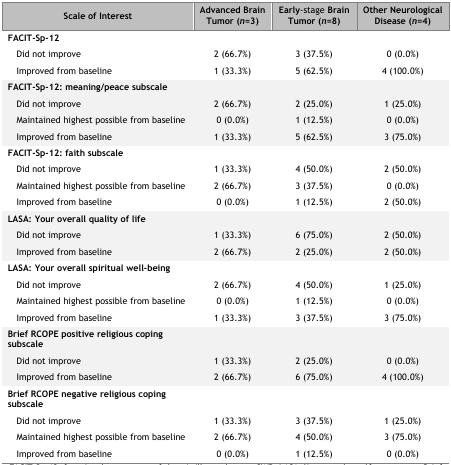 Scale of Interest | Advanced Brain Tumor (n=3) | Early-stage Brain Tumor (n=8) | Other Neurological Disease (n=4)
FACIT-Sp-12
Did not improve | 2 (66.7%) | 3 (37.5%) | 0 (0.0%)
Improved from baseline | 1 (33.3%) | 5 (62.5%) | 4 (100.0%)
FACIT-Sp-12: meaning/peace subscale
Did not improve | 2 (66.7%) | 2 (25.0%) | 1 (25.0%)
Maintained highest possible from baseline | 0 (0.0%) | 1 (12.5%) | 0 (0.0%)
Improved from baseline | 1 (33.3%) | 5 (62.5%) | 3 (75.0%)
FACIT-Sp-12: faith subscale
Did not improve | 1 (33.3%) | 4 (50.0%) | 2 (50.0%)
Maintained highest possible from baseline | 2 (66.7%) | 3 (37.5%) | 0 (0.0%)
Improved from baseline | 0 (0.0%) | 1 (12.5%) | 2 (50.0%)
LASA: Your overall quality of life
Did not improve | 1 (33.3%) | 6 (75.0%) | 2 (50.0%)
Improved from baseline | 2 (66.7%) | 2 (25.0%) | 2 (50.0%)
LASA: Your overall spiritual well-being
Did not improve | 2 (66.7%) | 4 (50.0%) | 1 (25.0%)
Maintained highest possible from baseline | 0 (0.0%) | 1 (12.5%) | 0 (0.0%)
Improved from baseline | 1 (33.3%) | 3 (37.5%) | 3 (75.0%)
Brief RCOPE positive religious coping
subscale
Did not improve | 1 (33.3%) | 2 (25.0%) | 0 (0.0%)
Improved from baseline | 2 (66.7%) | 6 (75.0%) | 4 (100.0%)
Brief RCOPE negative religious coping
subscale
Did not improve | 1 (33.3%) | 3 (37.5%) | 1 (25.0%)
Maintained highest possible from baseline | 2 (66.7%) | 4 (50.0%) | 3 (75.0%)
Improved from baseline | 0 (0.0%) | 1 (12.5%) | 0 (0.0%)